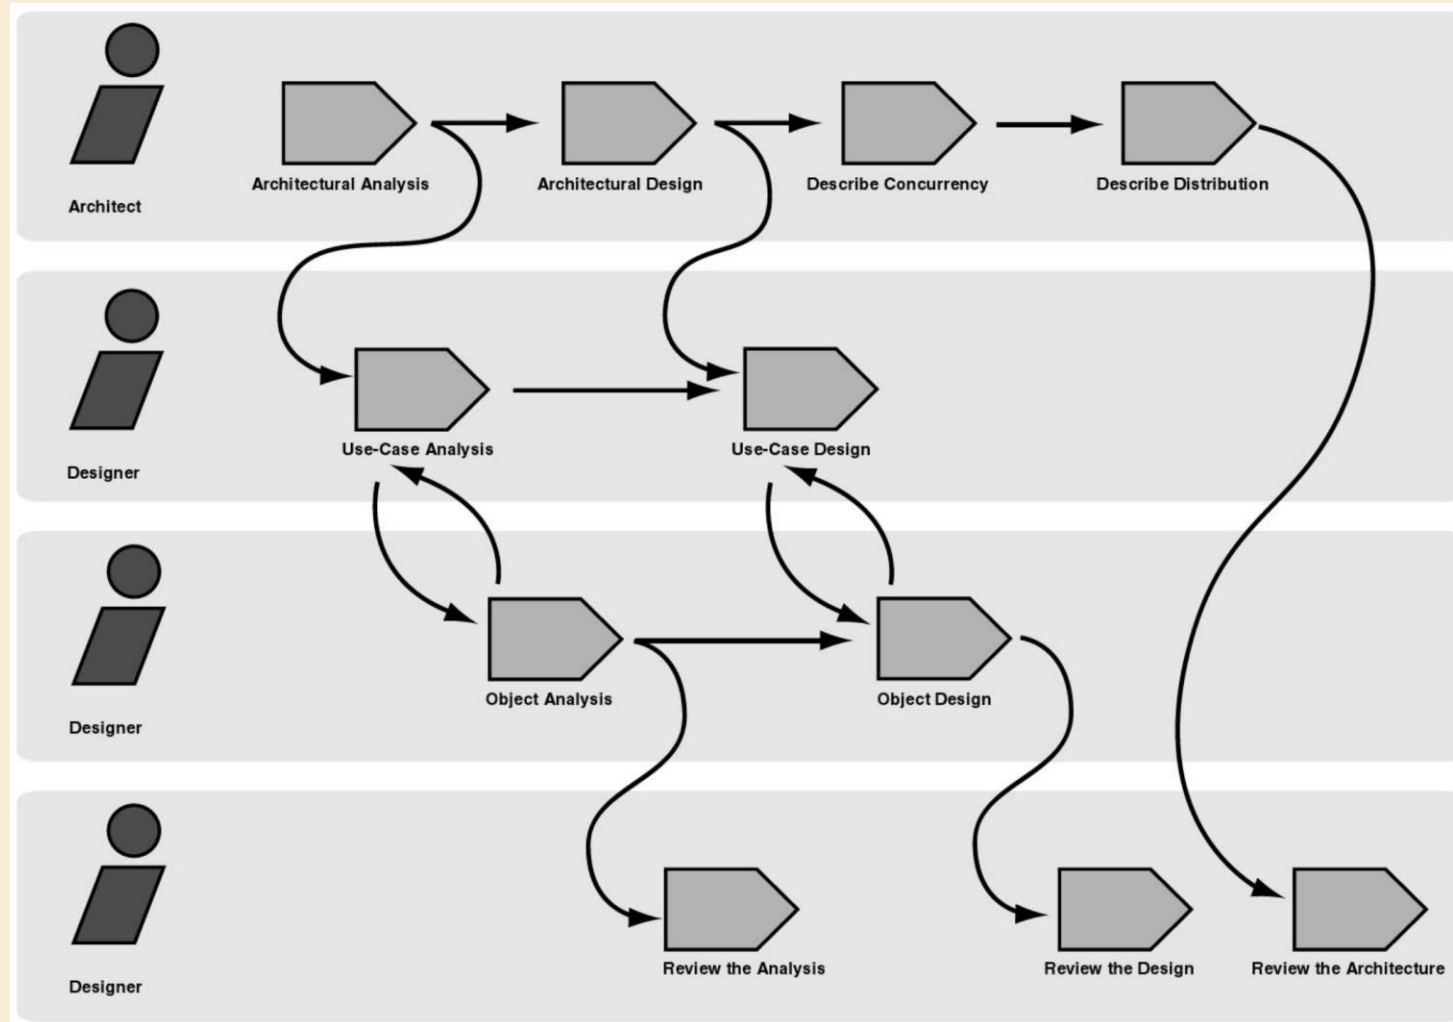 Architectural Analysis
Architectural Design
Describe Concurrency
Describe Distribution
Architect
Use-Case Analysis
Use-Case Design
Designer
Object Analysis
Object Design
Designer
Review the Analysis
Review the Design
Review the Architecture
Designer